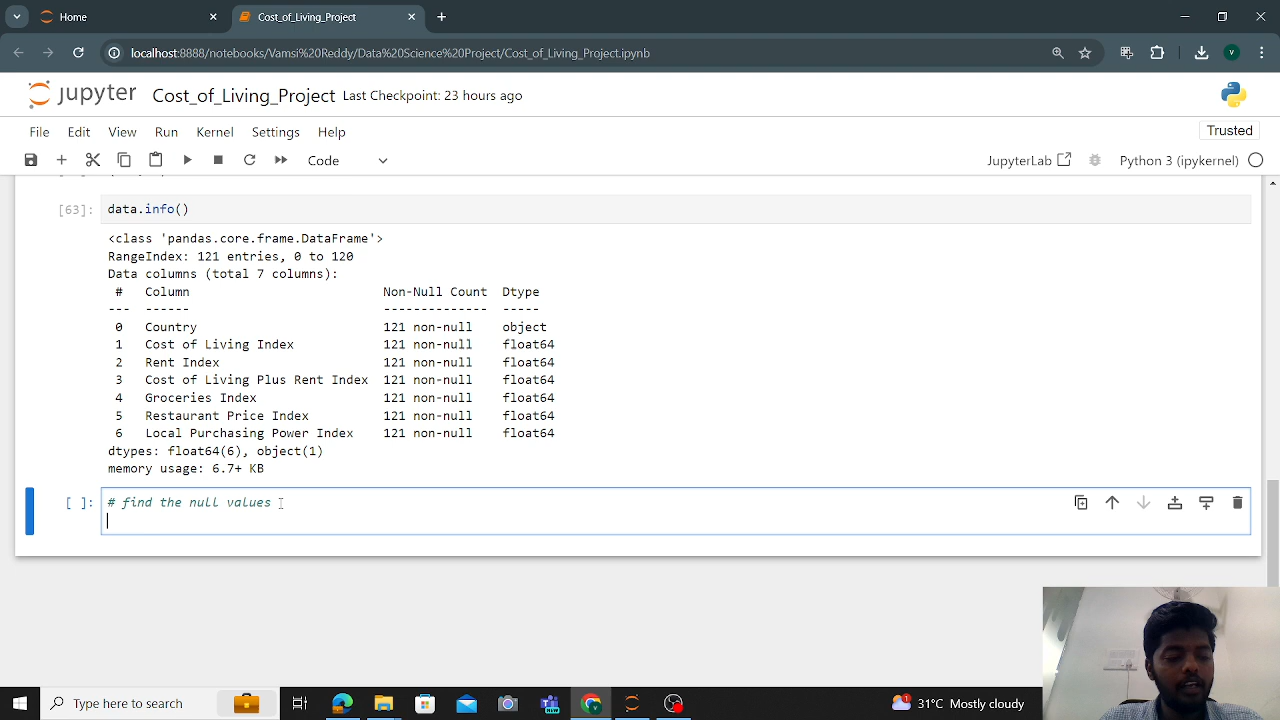 Home
Cost_of_Living_Project
localhost:8888/notebooks/Vamsi%20Reddy/Data%20Science%20Project/Cost_of_Living_Project.ipynb
jupyter Cost_of_Living_Project Last Checkpoint: 23 hours ago
File Edit View Run Kernel Settings Help
Trusted
Code
JupyterLab Python 3 (ipykernel)
[63]: data.info()
<class 'pandas.core.frame.DataFrame'>
RangeIndex: 121 entries, 0 to 120
Data columns (total 7 columns):
# Column Non-Null Count Dtype
--- ------ -------------- -----
0 Country 121 non-null object
1 Cost of Living Index 121 non-null float64
2 Rent Index 121 non-null float64
3 Cost of Living Plus Rent Index 121 non-null float64
4 Groceries Index 121 non-null float64
5 Restaurant Price Index 121 non-null float64
6 Local Purchasing Power Index 121 non-null float64
dtypes: float64(6), object(1)
memory usage: 6.7+ KB
[ ]: # find the null values
Type here to search
31°C Mostly cloudy